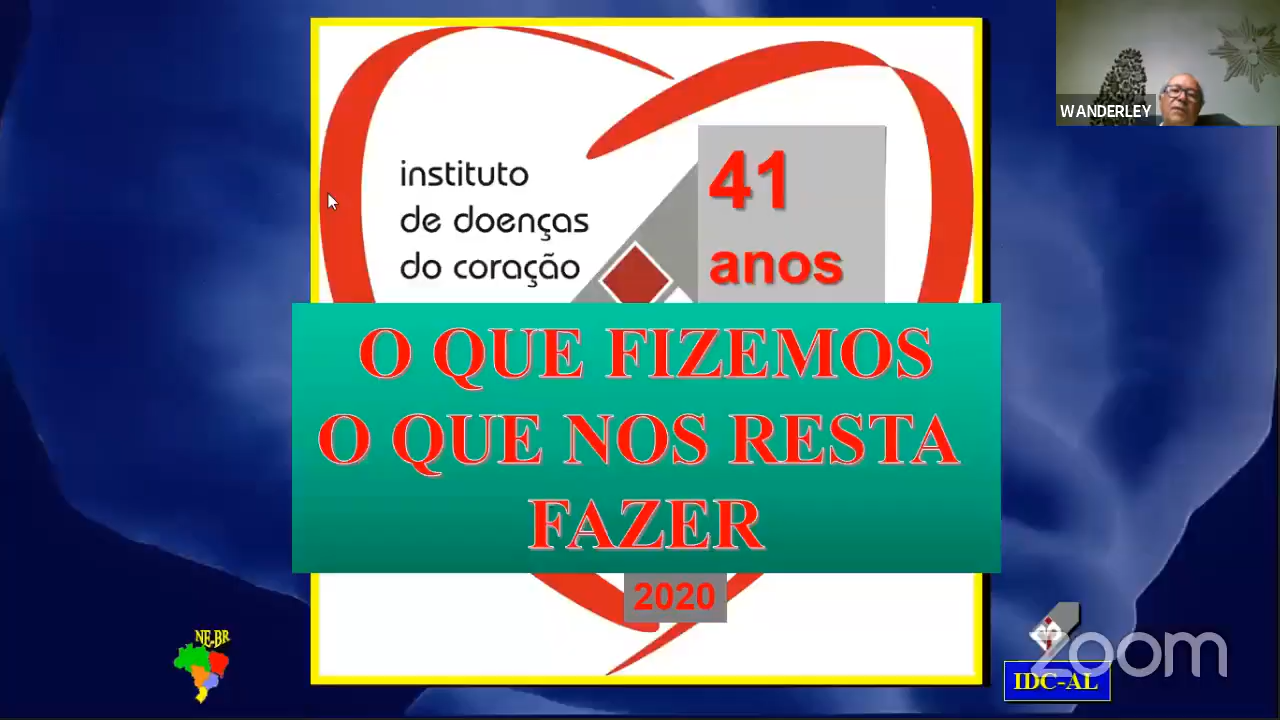 WANDERLEY
instituto
de doenças
do coração
41
anos
O QUE FIZEMOS
O QUE NOS RESTA
FAZER
2020
NE-BR
zoom
IDC-AL